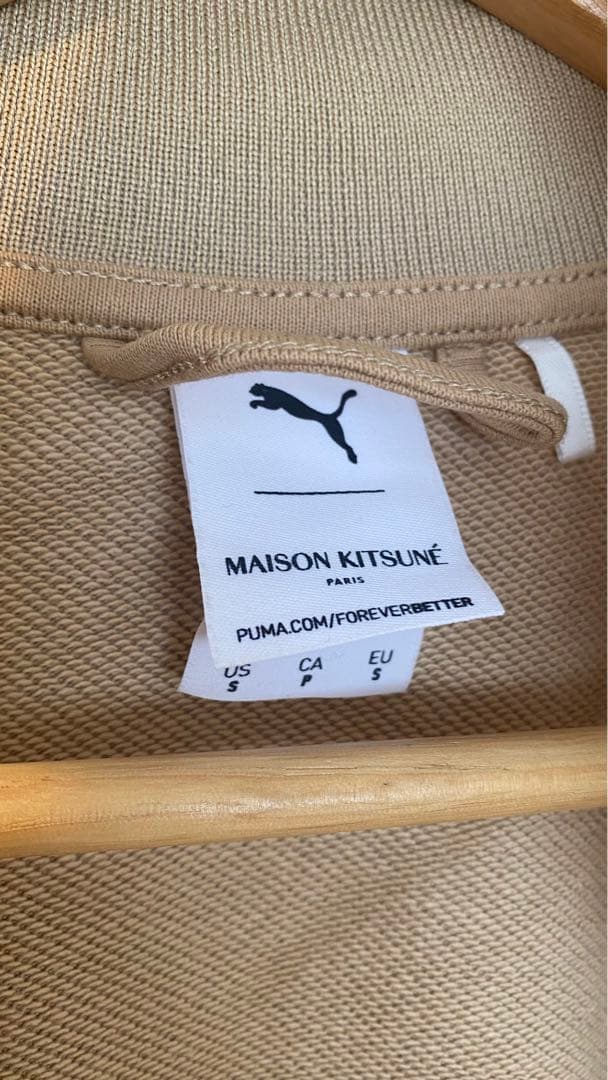 MAISON KITSUNÉ
PARIS
PUMA.COM/FOREVERBETTER
US CA EU
S P S